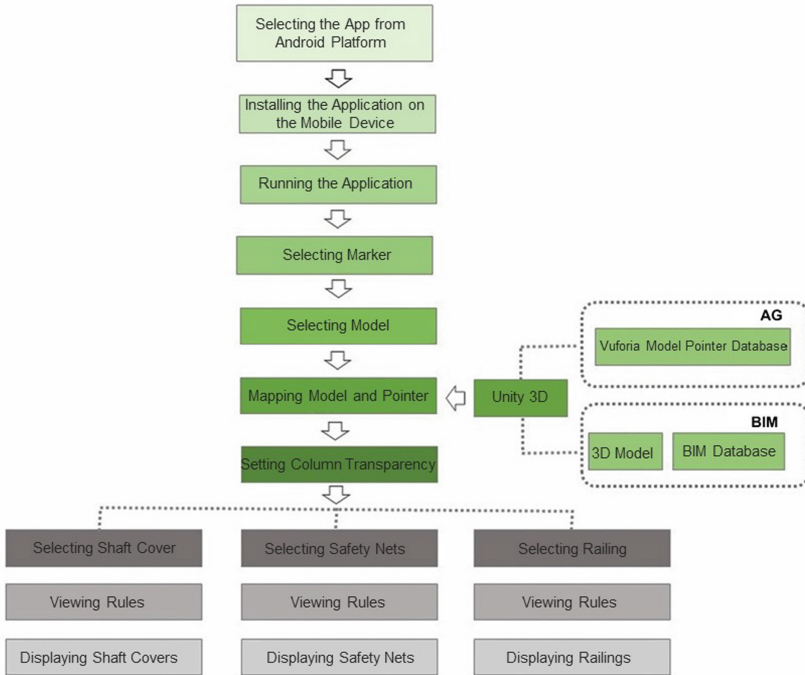 Selecting the App from
Android Platform
Installing the Application on
the Mobile Device
Running the Application
Selecting Marker
Selecting Model
Mapping Model and Pointer
Unity 3D
AG
Vuforia Model Pointer Database
BIM
3D Model
BIM Database
Setting Column Transparency
Selecting Shaft Cover
Selecting Safety Nets
Selecting Railing
Viewing Rules
Viewing Rules
Viewing Rules
Displaying Shaft Covers
Displaying Safety Nets
Displaying Railings